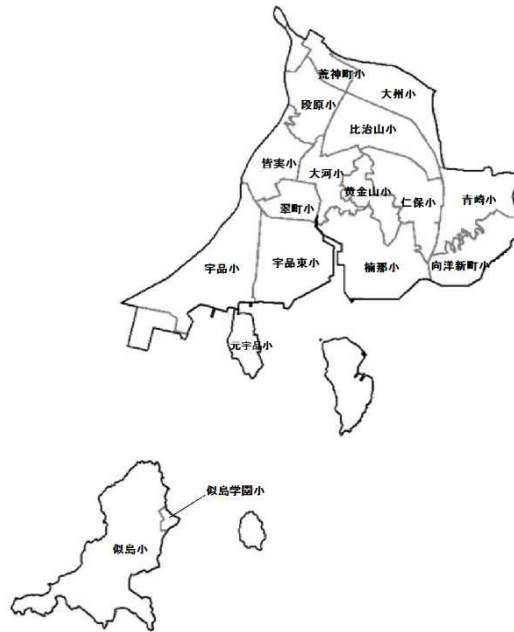 荒神町小
大州小
段原小
比治山小
皆実小
大河小
黄金山小
仁保小
青崎小
翠町小
宇品小
宇品東小
楠那小
向洋新町小
元宇品小
似島学園小
似島小